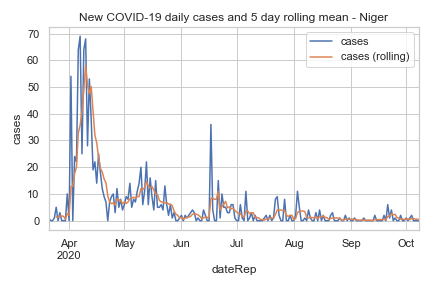 New COVID-19 daily cases and 5 day rolling mean - Niger
cases
cases (rolling)
cases
70
60
50
40
30
20
10
0
Apr May Jun Jul Aug Sep Oct
2020
dateRep